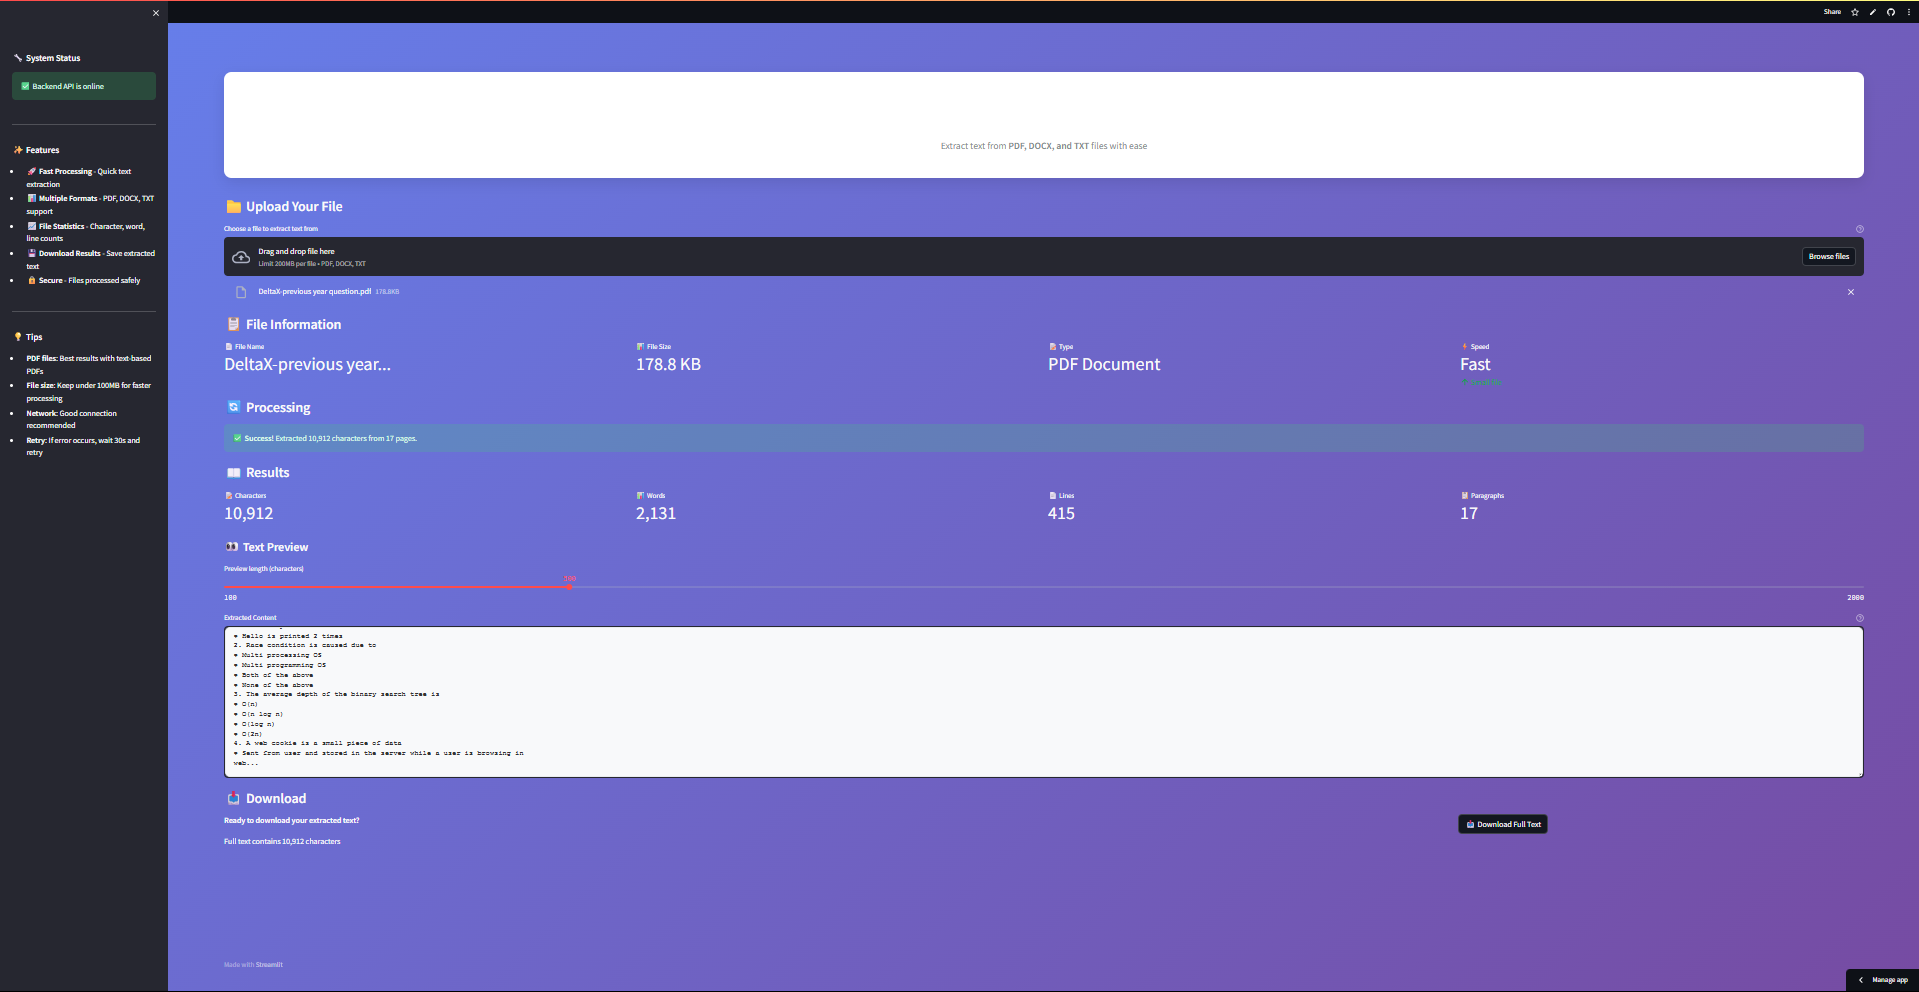 Share
System Status
Backend API is online
Features
Fast Processing - Quick text
extraction
Multiple Formats - PDF, DOCX, TXT
support
File Statistics - Character, word,
line counts
Download Results - Save extracted
text
Secure - Files processed safely
Tips
PDF files: Best results with text-based
PDFs
File size: Keep under 100MB for faster
processing
Network: Good connection
recommended
Retry: If error occurs, wait 30s and
retry
Extract text from PDF, DOCX, and TXT files with ease
Upload Your File
Choose a file to extract text from
Drag and drop file here
Limit 200MB per file • PDF, DOCX, TXT
Browse files
DeltaX-previous year question.pdf 178.8KB
File Information
File Name
DeltaX-previous year...
File Size
178.8 KB
Type
PDF Document
Speed
Fast
Small file
Processing
Success! Extracted 10,912 characters from 17 pages.
Results
Characters
10,912
Words
2,131
Lines
415
Paragraphs
17
Text Preview
Preview length (characters)
500
100
2000
Extracted Content
• Hello is printed 2 times
2. Race condition is caused due to
• Multi processing OS
• Multi programming OS
• Both of the above
• None of the above
3. The average depth of the binary search tree is
• O(n)
• O(n log n)
• O(log n)
• O(2n)
4. A web cookie is a small piece of data
• Sent from user and stored in the server while a user is browsing in
web...
Download
Ready to download your extracted text?
Download Full Text
Full text contains 10,912 characters
Made with Streamlit
Manage app